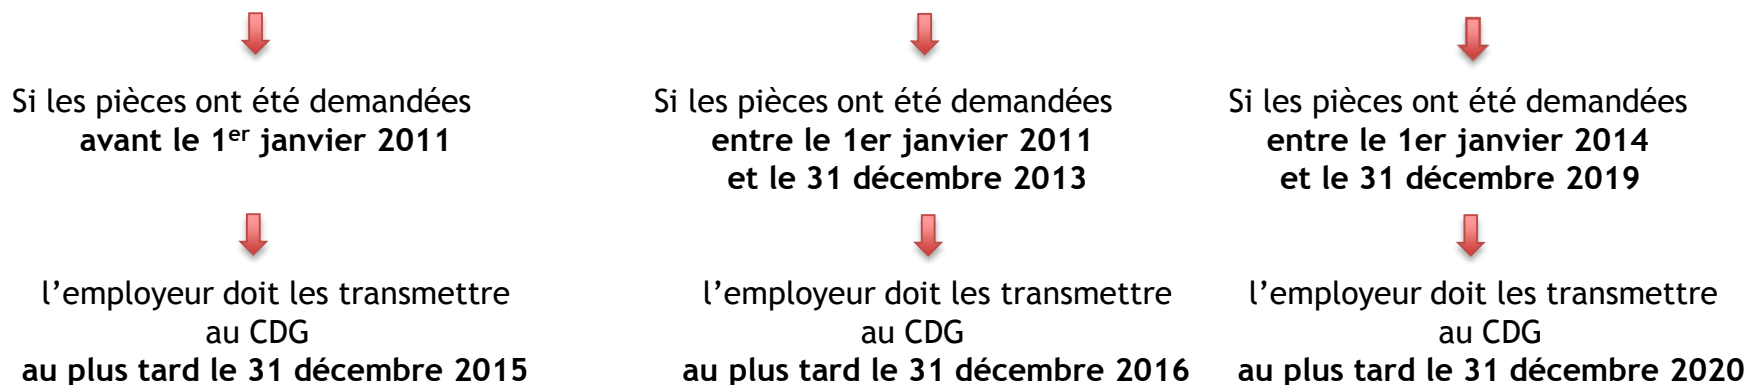 Si les pièces ont été demandées
avant le 1er janvier 2011
l’employeur doit les transmettre
au CDG
au plus tard le 31 décembre 2015
Si les pièces ont été demandées
entre le 1er janvier 2011
et le 31 décembre 2013
l’employeur doit les transmettre
au CDG
au plus tard le 31 décembre 2016
Si les pièces ont été demandées
entre le 1er janvier 2014
et le 31 décembre 2019
l’employeur doit les transmettre
au CDG
au plus tard le 31 décembre 2020